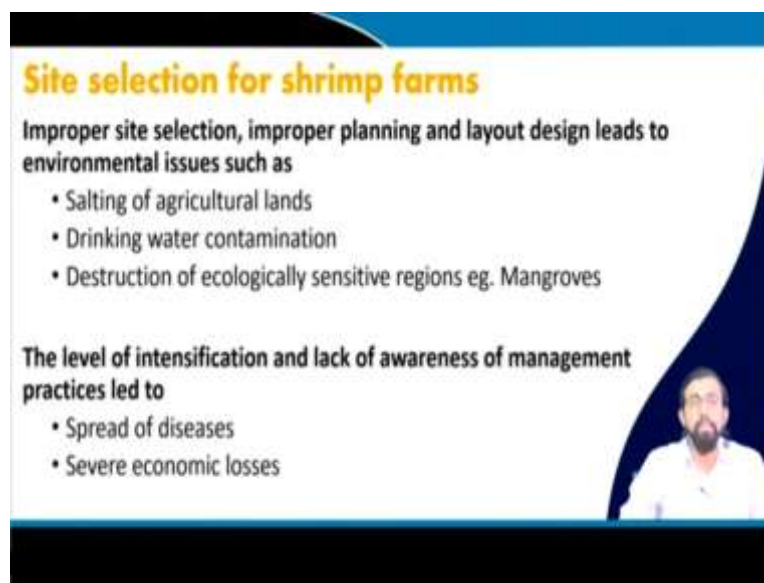 Site selection for shrimp farms
Improper site selection, improper planning and layout design leads to
environmental issues such as
• Salting of agricultural lands
• Drinking water contamination
• Destruction of ecologically sensitive regions eg. Mangroves
The level of intensification and lack of awareness of management
practices led to
• Spread of diseases
• Severe economic losses